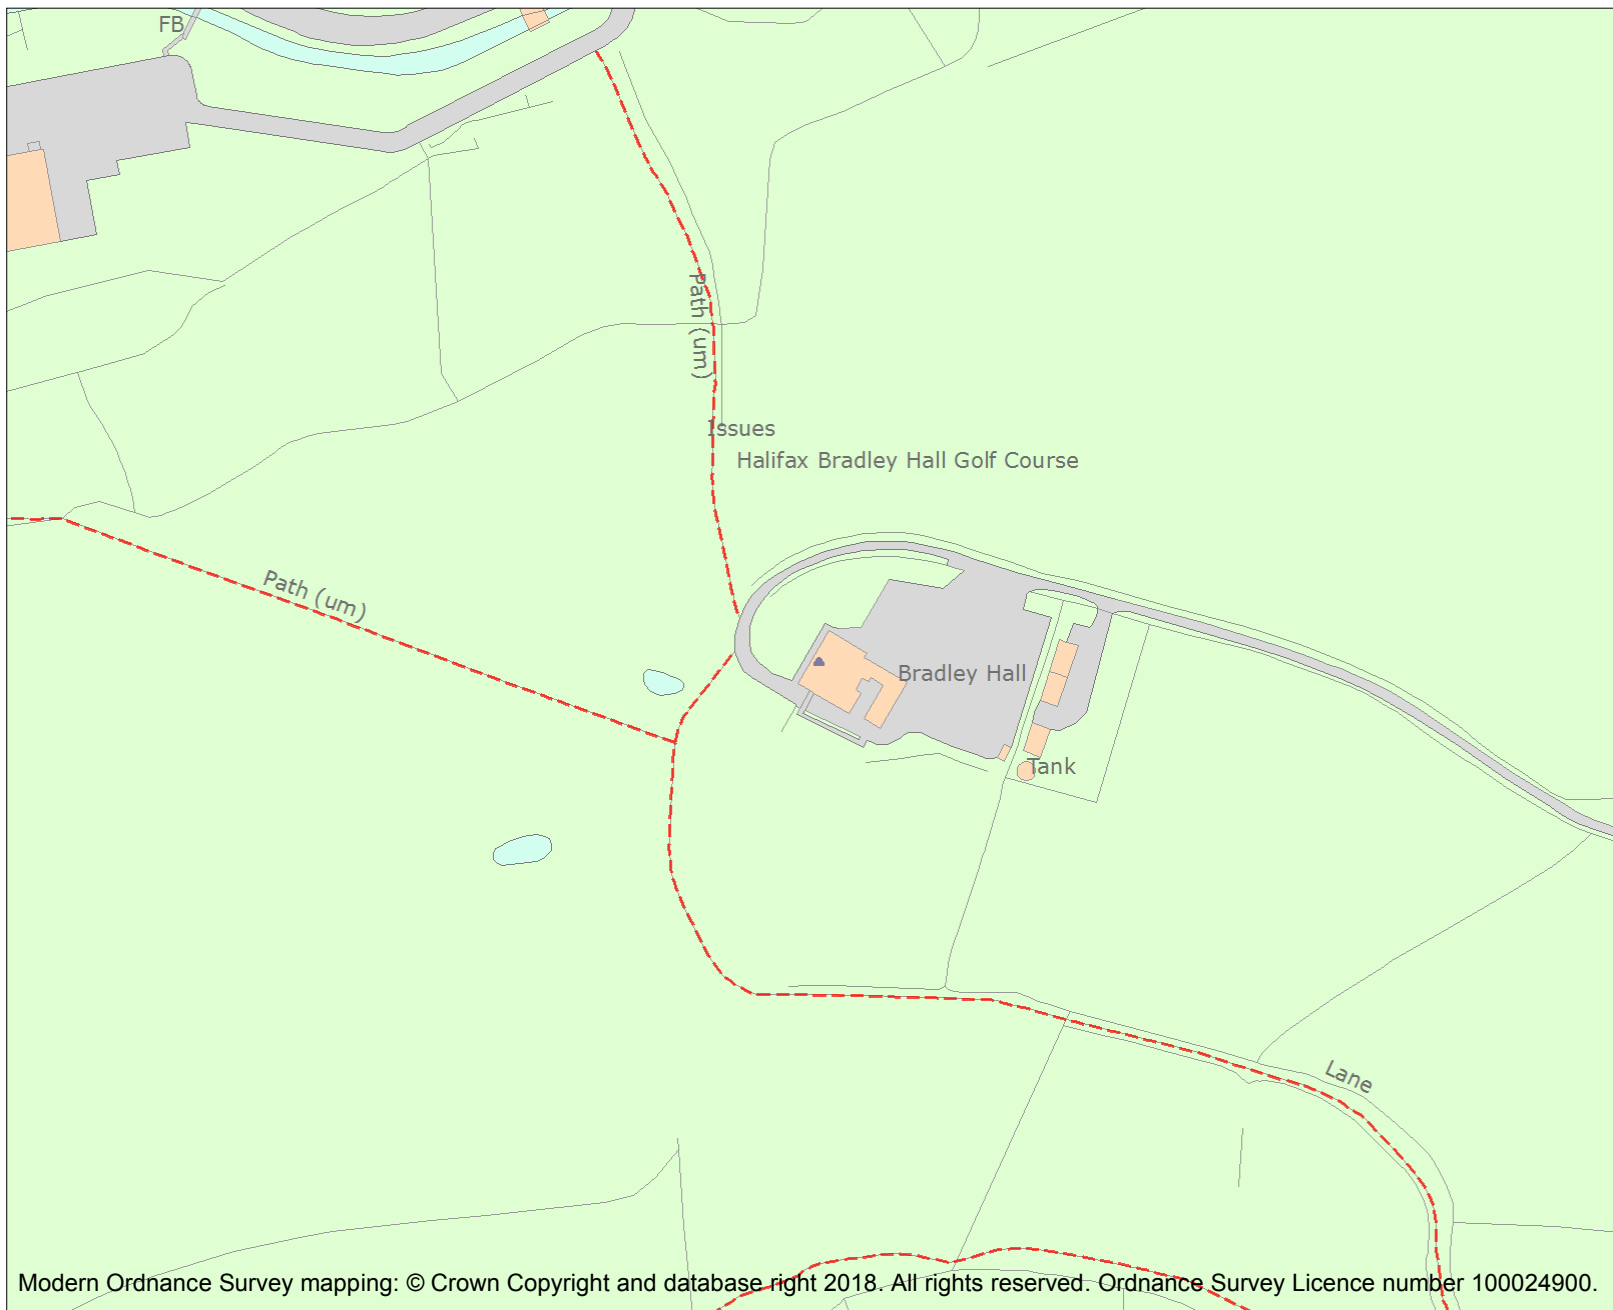 FB
Path (um)
Issues
Halifax Bradley Hall Golf Course
Path (um)
Bradley Hall
Tank
Lane
Modern Ordnance Survey mapping: © Crown Copyright and database right 2018. All rights reserved. Ordnance Survey Licence number 100024900.